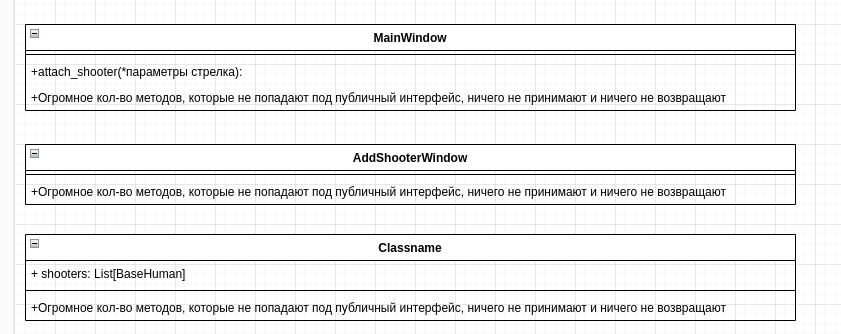 MainWindow
+attach_shooter(*параметры стрелка):
+Огромное кол-во методов, которые не попадают под публичный интерфейс, ничего не принимают и ничего не возвращают
AddShooterWindow
+Огромное кол-во методов, которые не попадают под публичный интерфейс, ничего не принимают и ничего не возвращают
Classname
+ shooters: List[BaseHuman]
+Огромное кол-во методов, которые не попадают под публичный интерфейс, ничего не принимают и ничего не возвращают